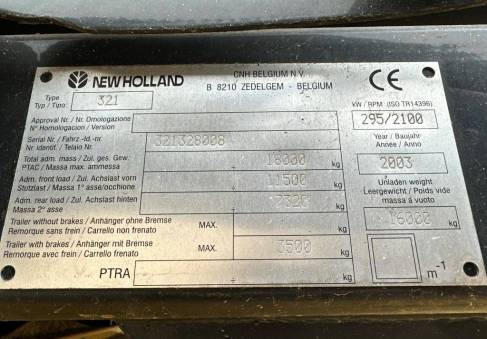 NEW HOLLAND
CNH BELGIUM N.V.
B 8210 ZEDELGEM - BELGIUM
CE
Type
Typ / Tipo:
321
kW / RPM. (ISO TR14396)
295/2100
Approval Nr. / Nr. Omologazione
N° Homologacion / Version
Serial Nr. / Fahrz -Id.-nr.
Nr. identif. / Telaio Nr.
321328008
Year / Baujahr
Annee / Anno
2003
Total adm. mass / Zul. ges. Gew.
PTAC / Massa max. ammessa
18000 kg
Adm. front load / Zul. Achslast vorn
Stutzlast / Massa 1° asse/occhione
11500 kg
Adm. rear load / Zul. Achslast hinten
Massa 2° asse
kg
Unladen weight
Leergewicht / Poids vide
massa à vuoto
16000 kg
Trailer without brakes / Anhänger ohne Bremse
Remorque sans frein / Carrello non frenato
MAX. kg
Trailer with brakes / Anhänger mit Bremse
Remorque avec frein / Carrello frenato
MAX. 3500 kg
PTRA kg
m-1